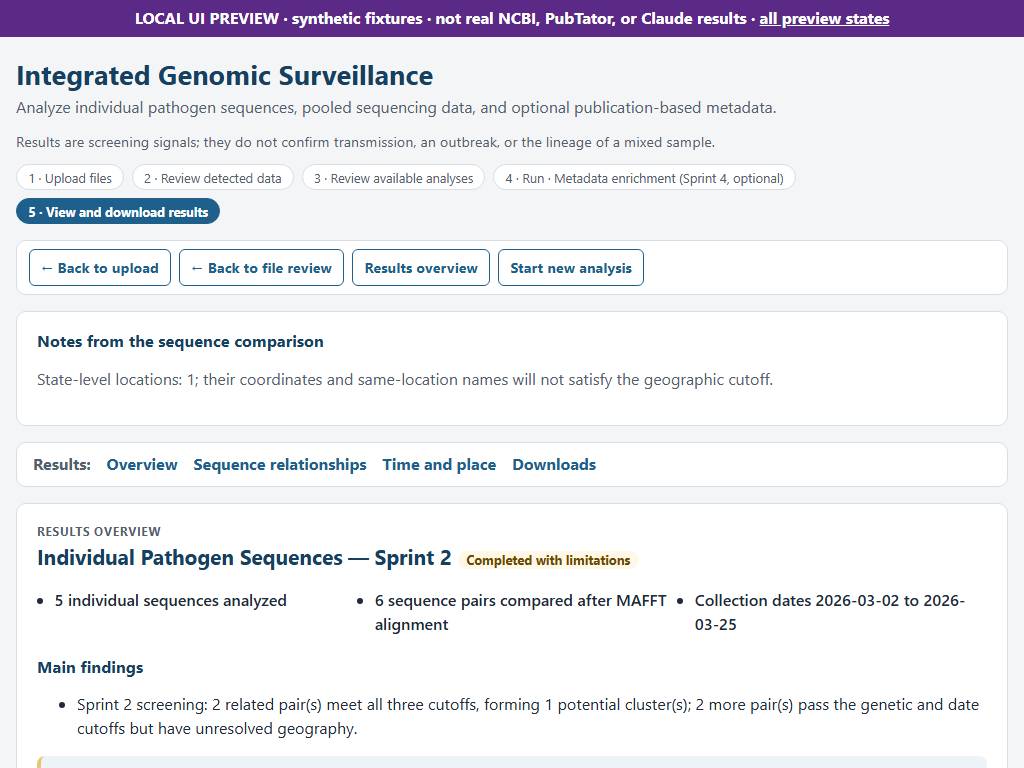 LOCAL UI PREVIEW · synthetic fixtures · not real NCBI, PubTator, or Claude results · all preview states
Integrated Genomic Surveillance
Analyze individual pathogen sequences, pooled sequencing data, and optional publication-based metadata.
Results are screening signals; they do not confirm transmission, an outbreak, or the lineage of a mixed sample.
1 · Upload files
2 · Review detected data
3 · Review available analyses
4 · Run · Metadata enrichment (Sprint 4, optional)
5 · View and download results
← Back to upload
← Back to file review
Results overview
Start new analysis
Notes from the sequence comparison
State-level locations: 1; their coordinates and same-location names will not satisfy the geographic cutoff.
Results: Overview Sequence relationships Time and place Downloads
RESULTS OVERVIEW
Individual Pathogen Sequences — Sprint 2 Completed with limitations
• 5 individual sequences analyzed
• 6 sequence pairs compared after MAFFT
alignment
• Collection dates 2026-03-02 to 2026-
03-25
Main findings
• Sprint 2 screening: 2 related pair(s) meet all three cutoffs, forming 1 potential cluster(s); 2 more pair(s) pass the genetic and date
cutoffs but have unresolved geography.